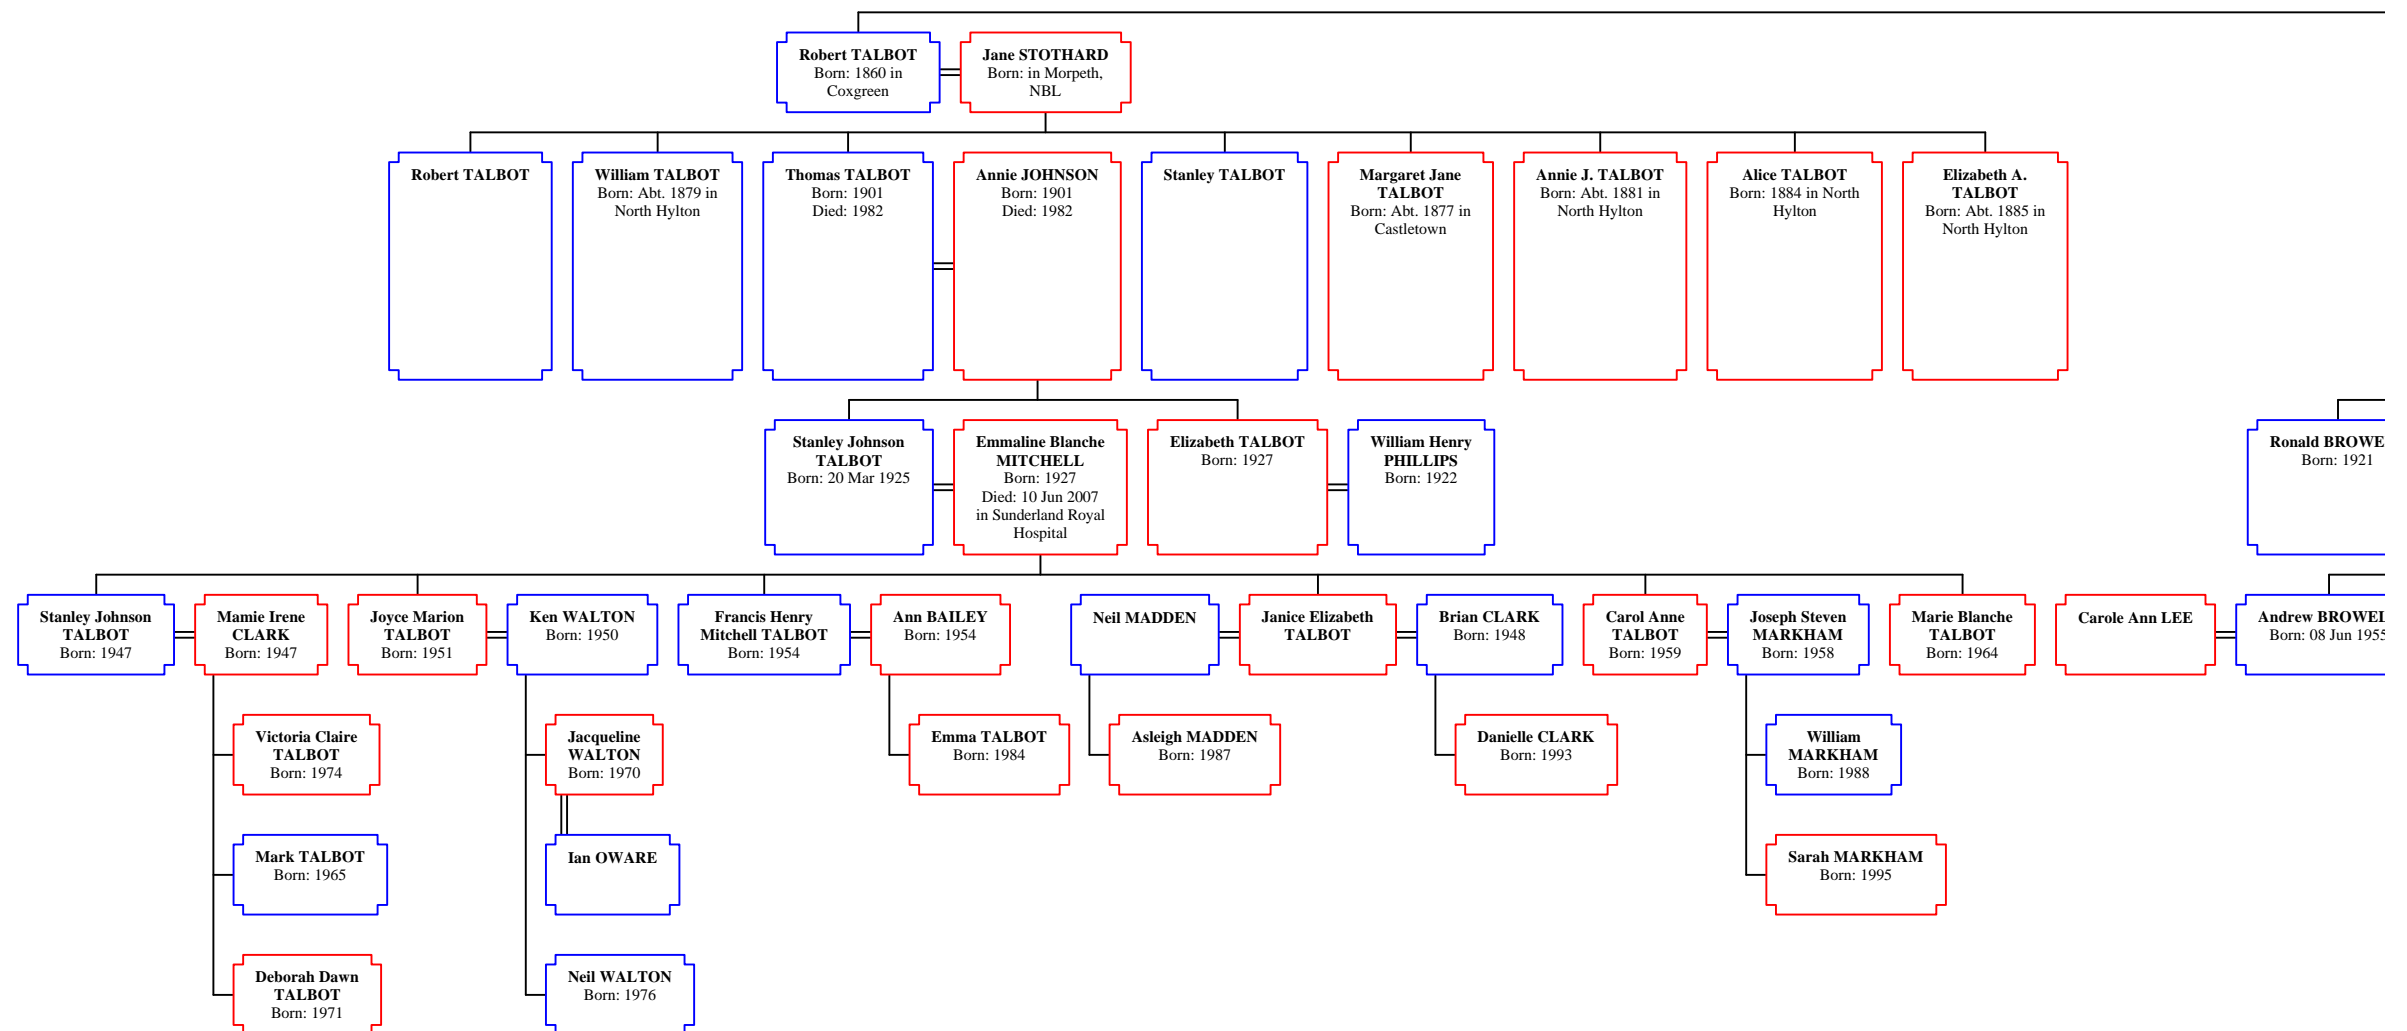 Robert TALBOT
Born: 1860 in
Coxgreen
Jane STOTHARD
Born: in Morpeth,
NBL
Robert TALBOT
William TALBOT
Born: Abt. 1879 in
North Hylton
Thomas TALBOT
Born: 1901
Died: 1982
Annie JOHNSON
Born: 1901
Died: 1982
Stanley TALBOT
Margaret Jane
TALBOT
Born: Abt. 1877 in
Castletown
Annie J. TALBOT
Born: Abt. 1881 in
North Hylton
Alice TALBOT
Born: 1884 in North
Hylton
Elizabeth A.
TALBOT
Born: Abt. 1885 in
North Hylton
Stanley Johnson
TALBOT
Born: 20 Mar 1925
Emmaline Blanche
MITCHELL
Born: 1927
Died: 10 Jun 2007
in Sunderland Royal
Hospital
Elizabeth TALBOT
Born: 1927
William Henry
PHILLIPS
Born: 1922
Ronald BROWE
Born: 1921
Stanley Johnson
TALBOT
Born: 1947
Mamie Irene
CLARK
Born: 1947
Joyce Marion
TALBOT
Born: 1951
Ken WALTON
Born: 1950
Francis Henry
Mitchell TALBOT
Born: 1954
Ann BAILEY
Born: 1954
Neil MADDEN
Janice Elizabeth
TALBOT
Brian CLARK
Born: 1948
Carol Anne
TALBOT
Born: 1959
Joseph Steven
MARKHAM
Born: 1958
Marie Blanche
TALBOT
Born: 1964
Carole Ann LEE
Andrew BROWEL
Born: 08 Jun 1955
Victoria Claire
TALBOT
Born: 1974
Jacqueline
WALTON
Born: 1970
Emma TALBOT
Born: 1984
Asleigh MADDEN
Born: 1987
Danielle CLARK
Born: 1993
William
MARKHAM
Born: 1988
Mark TALBOT
Born: 1965
Ian OWARE
Sarah MARKHAM
Born: 1995
Deborah Dawn
TALBOT
Born: 1971
Neil WALTON
Born: 1976